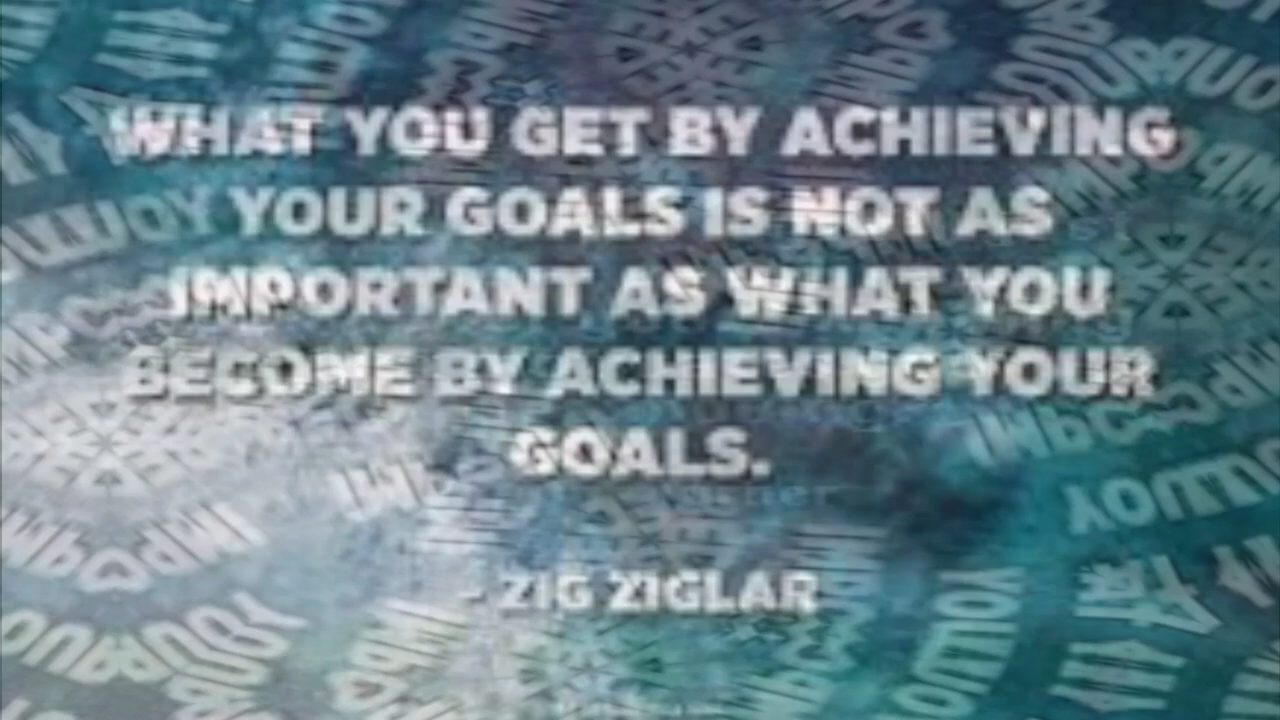 WHAT YOU GET BY ACHIEVING
YOUR GOALS IS NOT AS
IMPORTANT AS WHAT YOU
BECOME BY ACHIEVING YOUR
GOALS.
- ZIG ZIGLAR